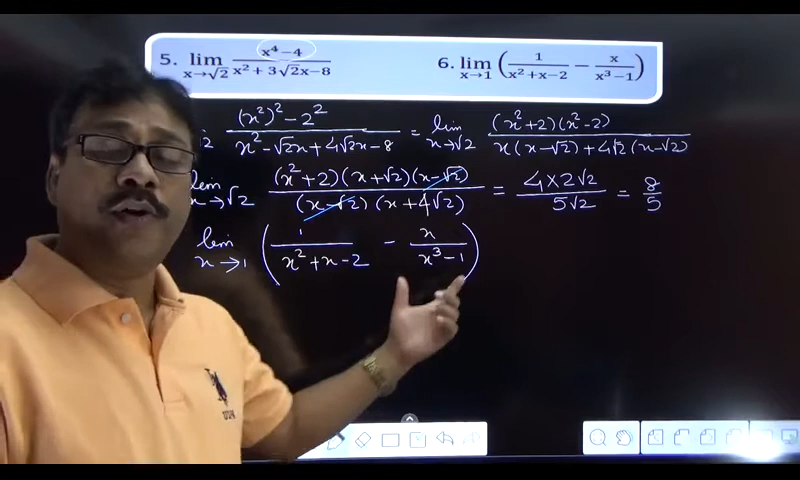 5. lim x→√2 (x⁴−4)/(x²+3√2x−8)
6. lim x→1 (1/(x²+x−2) − x/(x³−1))
2 ((x²)²−2²)/(x²−√2x+4√2x−8) = lim x→√2 ((x²+2)(x²-2))/(x(x−√2)+4√2(x−√2))
lim x→√2 ((x²+2)(x+√2)(x−√2))/((x−√2)(x+4√2)) = (4×2√2)/(5√2) = 8/5
lim x→1 (1/(x²+x−2) − x/(x³−1))